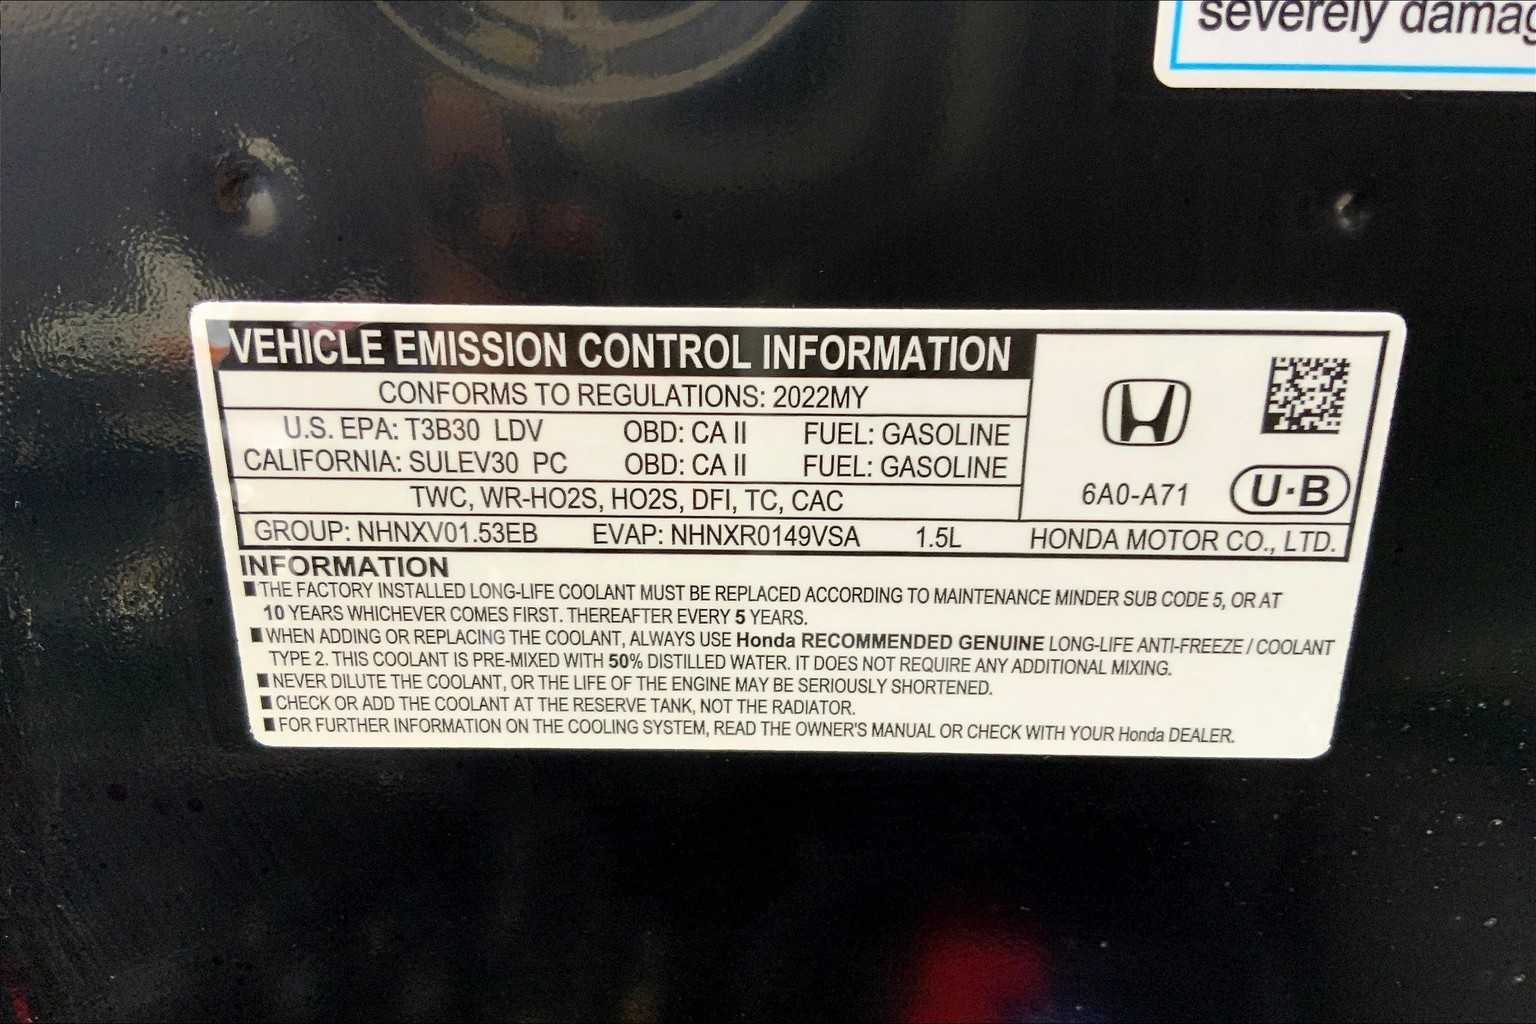 severely damag
VEHICLE EMISSION CONTROL INFORMATION
CONFORMS TO REGULATIONS: 2022MY
U.S. EPA: T3B30 LDV OBD: CA II FUEL: GASOLINE
CALIFORNIA: SULEV30 PC OBD: CA II FUEL: GASOLINE
TWC, WR-HO2S, HO2S, DFI, TC, CAC
6A0-A71 U·B
GROUP: NHNXV01.53EB EVAP: NHNXR0149VSA 1.5L HONDA MOTOR CO., LTD.
INFORMATION
■ THE FACTORY INSTALLED LONG-LIFE COOLANT MUST BE REPLACED ACCORDING TO MAINTENANCE MINDER SUB CODE 5, OR AT
10 YEARS WHICHEVER COMES FIRST. THEREAFTER EVERY 5 YEARS.
■ WHEN ADDING OR REPLACING THE COOLANT, ALWAYS USE Honda RECOMMENDED GENUINE LONG-LIFE ANTI-FREEZE / COOLANT
TYPE 2. THIS COOLANT IS PRE-MIXED WITH 50% DISTILLED WATER. IT DOES NOT REQUIRE ANY ADDITIONAL MIXING.
■ NEVER DILUTE THE COOLANT, OR THE LIFE OF THE ENGINE MAY BE SERIOUSLY SHORTENED.
■ CHECK OR ADD THE COOLANT AT THE RESERVE TANK, NOT THE RADIATOR.
■ FOR FURTHER INFORMATION ON THE COOLING SYSTEM, READ THE OWNER'S MANUAL OR CHECK WITH YOUR Honda DEALER.